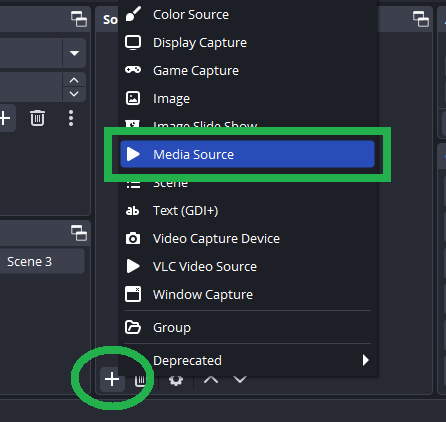 So
Color Source
Display Capture
Game Capture
Image
Image Slide Show
Media Source
Scene
ab Text (GDI+)
Video Capture Device
VLC Video Source
Window Capture
Group
Deprecated
Scene 3